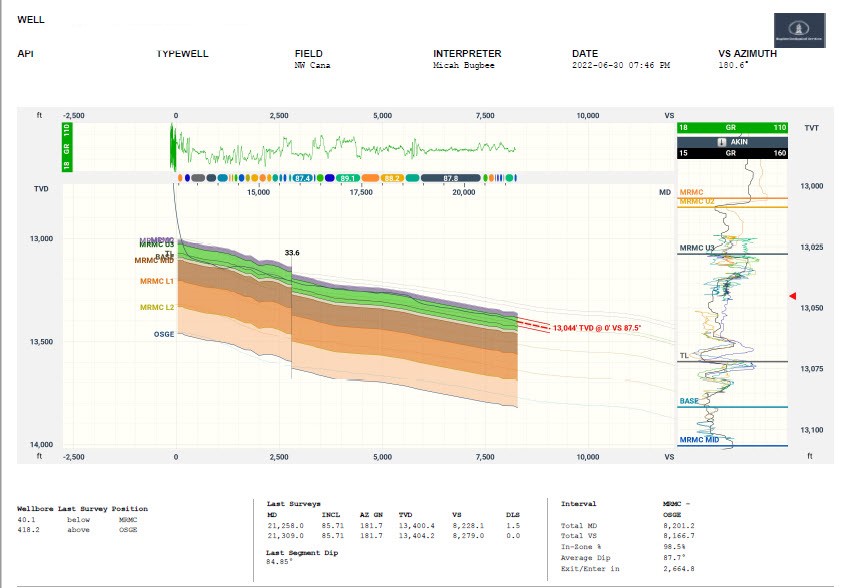 WELL
API TYPEWELL FIELD INTERPRETER DATE VS AZIMUTH
NW Cana Micah Bugbee 2022-06-30 07:46 PM 180.6°
ft -2,500 0 2,500 5,000 7,500 10,000 VS
18 GR 110
18 GR 110 TVT
AKIN
15 GR 160
87.4 89.1 88.2 87.8
TVD 15,000 17,500 20,000 MD
13,000
MRMC
MRMC U2
13,000
MRMC
MRMC U3
TL
BASE
MRMC MID
33.6
MRMC U3
13,025
MRMC L1
MRMC L2
13,050
13,044' TVD @ 0' VS 87.5°
OSGE
13,500
TL
13,075
BASE
13,100
14,000
MRMC MID
ft -2,500 0 2,500 5,000 7,500 10,000 VS ft
Wellbore Last Survey Position
40.1 below MRMC
418.2 above OSGE
Last Surveys
MD INCL AZ GN TVD VS DLS
21,258.0 85.71 181.7 13,400.4 8,228.1 1.5
21,309.0 85.71 181.7 13,404.2 8,279.0 0.0
Last Segment Dip
84.85°
Interval MRMC -
OSGE
Total MD 8,201.2
Total VS 8,166.7
In-Zone % 98.5%
Average Dip 87.7°
Exit/Enter in 2,664.8